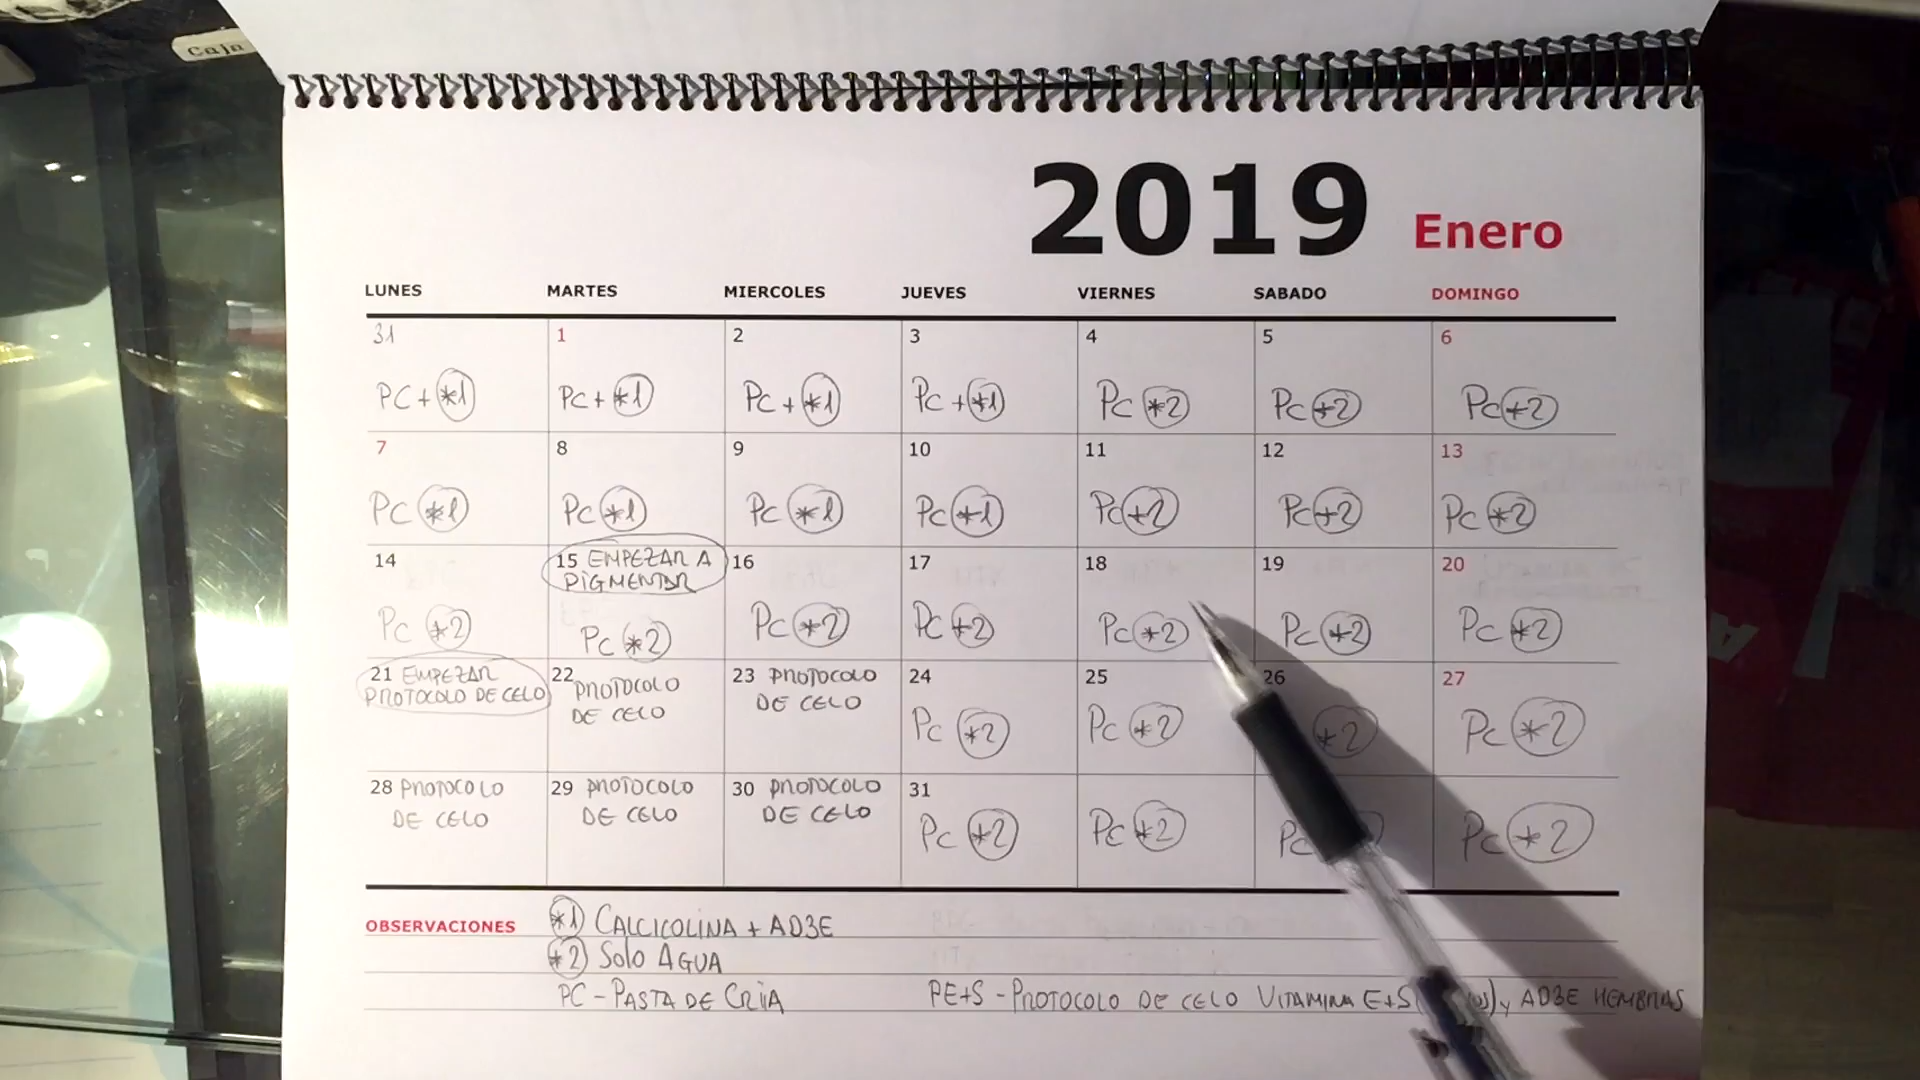 Caja
2019 Enero
LUNES MARTES MIERCOLES JUEVES VIERNES SABADO DOMINGO
31 1 2 3 4 5 6
PC + *1 PC + *1 PC + *1 PC + *1 PC *2 PC *2 PC *2
7 8 9 10 11 12 13
PC *1 PC *1 PC *1 PC *1 PC *2 PC *2 PC *2
14 15 EMPEZAR A 16 17 18 19 20
PIGMENTAR
PC *2 PC *2 PC *2 PC *2 PC *2 PC *2 PC *2
21 EMPEZAR 22 PROTOCOLO 23 PROTOCOLO 24 25 26 27
PROTOCOLO DE CELO DE CELO DE CELO
PC *2 PC *2 *2 PC *2
28 PROTOCOLO 29 PROTOCOLO 30 PROTOCOLO 31
DE CELO DE CELO DE CELO
PC *2 PC *2 PC PC *2
OBSERVACIONES *1 CALCICOLINA + AD3E
*2 SOLO AGUA
PC - PASTA DE CRIA PE+S - PROTOCOLO DE CELO VITAMINA E+S y AD3E HEMBRAS